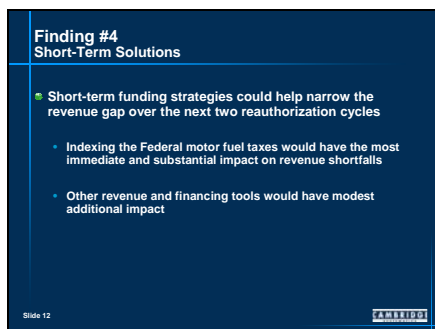 Finding #4
Short-Term Solutions
Short-term funding strategies could help narrow the
revenue gap over the next two reauthorization cycles
Indexing the Federal motor fuel taxes would have the most
immediate and substantial impact on revenue shortfalls
Other revenue and financing tools would have modest
additional impact
Slide 12
CAMBRIDGE